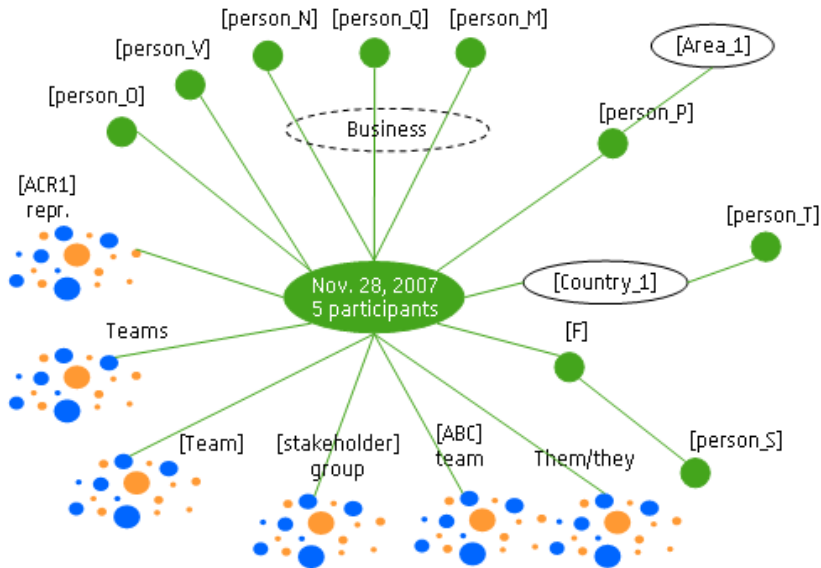 [person_N]
[person_Q]
[person_M]
[person_V]
[Area_1]
[person_O]
Business
[person_P]
[ACR1]
repr.
[person_T]
Nov. 28, 2007
5 participants
[Country_1]
Teams
[F]
[Team]
[stakeholder]
group
[ABC]
team
Them/they
[person_S]